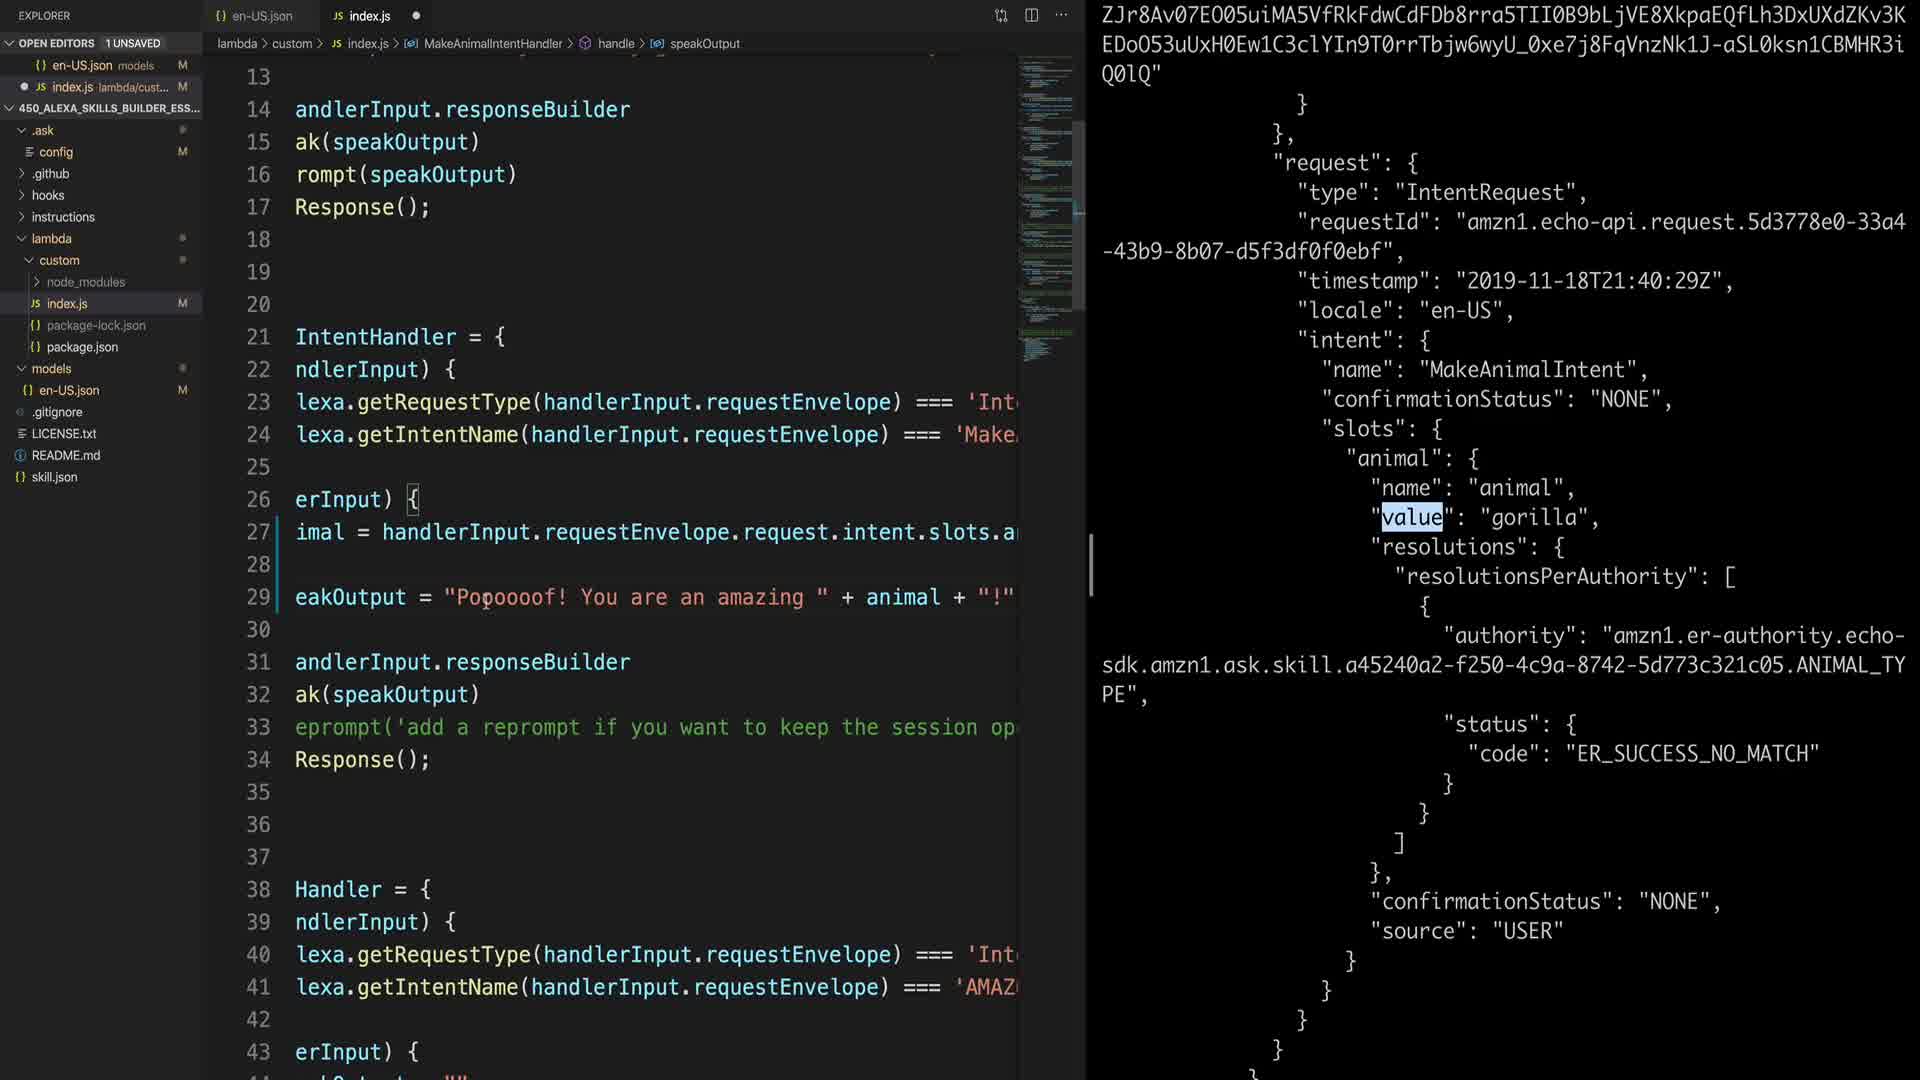 EXPLORER
OPEN EDITORS 1 UNSAVED
{} en-US.json models M
JS index.js lambda/cust... M
450_ALEXA_SKILLS_BUILDER_ESS...
.ask
config M
.github
hooks
instructions
lambda
custom
node_modules
JS index.js M
{} package-lock.json
{} package.json
models
{} en-US.json M
.gitignore
LICENSE.txt
README.md
{} skill.json
{} en-US.json
JS index.js
lambda > custom > JS index.js > MakeAnimalIntentHandler > handle > speakOutput
13
14 andlerInput.responseBuilder
15 ak(speakOutput)
16 rompt(speakOutput)
17 Response();
18
19
20
21 IntentHandler = {
22 ndlerInput) {
23 lexa.getRequestType(handlerInput.requestEnvelope) === 'Int
24 lexa.getIntentName(handlerInput.requestEnvelope) === 'Make
25
26 erInput) {
27 imal = handlerInput.requestEnvelope.request.intent.slots.a
28
29 eakOutput = "Popoooof! You are an amazing " + animal + "!"
30
31 andlerInput.responseBuilder
32 ak(speakOutput)
33 eprompt('add a reprompt if you want to keep the session op
34 Response();
35
36
37
38 Handler = {
39 ndlerInput) {
40 lexa.getRequestType(handlerInput.requestEnvelope) === 'Int
41 lexa.getIntentName(handlerInput.requestEnvelope) === 'AMAZ
42
43 erInput) {
ZJr8Av07EO05uiMA5VfRkFdwCdFDb8rra5TII0B9bLjVE8XkpaEQfLh3DxUXdZKv3K
EDoO53uUxH0Ew1C3clYIn9T0rrTbjw6wyU_0xe7j8FqVnzNk1J-aSL0ksn1CBMHR3i
Q0lQ"
}
},
"request": {
"type": "IntentRequest",
"requestId": "amzn1.echo-api.request.5d3778e0-33a4
-43b9-8b07-d5f3df0f0ebf",
"timestamp": "2019-11-18T21:40:29Z",
"locale": "en-US",
"intent": {
"name": "MakeAnimalIntent",
"confirmationStatus": "NONE",
"slots": {
"animal": {
"name": "animal",
"value": "gorilla",
"resolutions": {
"resolutionsPerAuthority": [
{
"authority": "amzn1.er-authority.echo-
sdk.amzn1.ask.skill.a45240a2-f250-4c9a-8742-5d773c321c05.ANIMAL_TY
PE",
"status": {
"code": "ER_SUCCESS_NO_MATCH"
}
}
]
},
"confirmationStatus": "NONE",
"source": "USER"
}
}
}
}